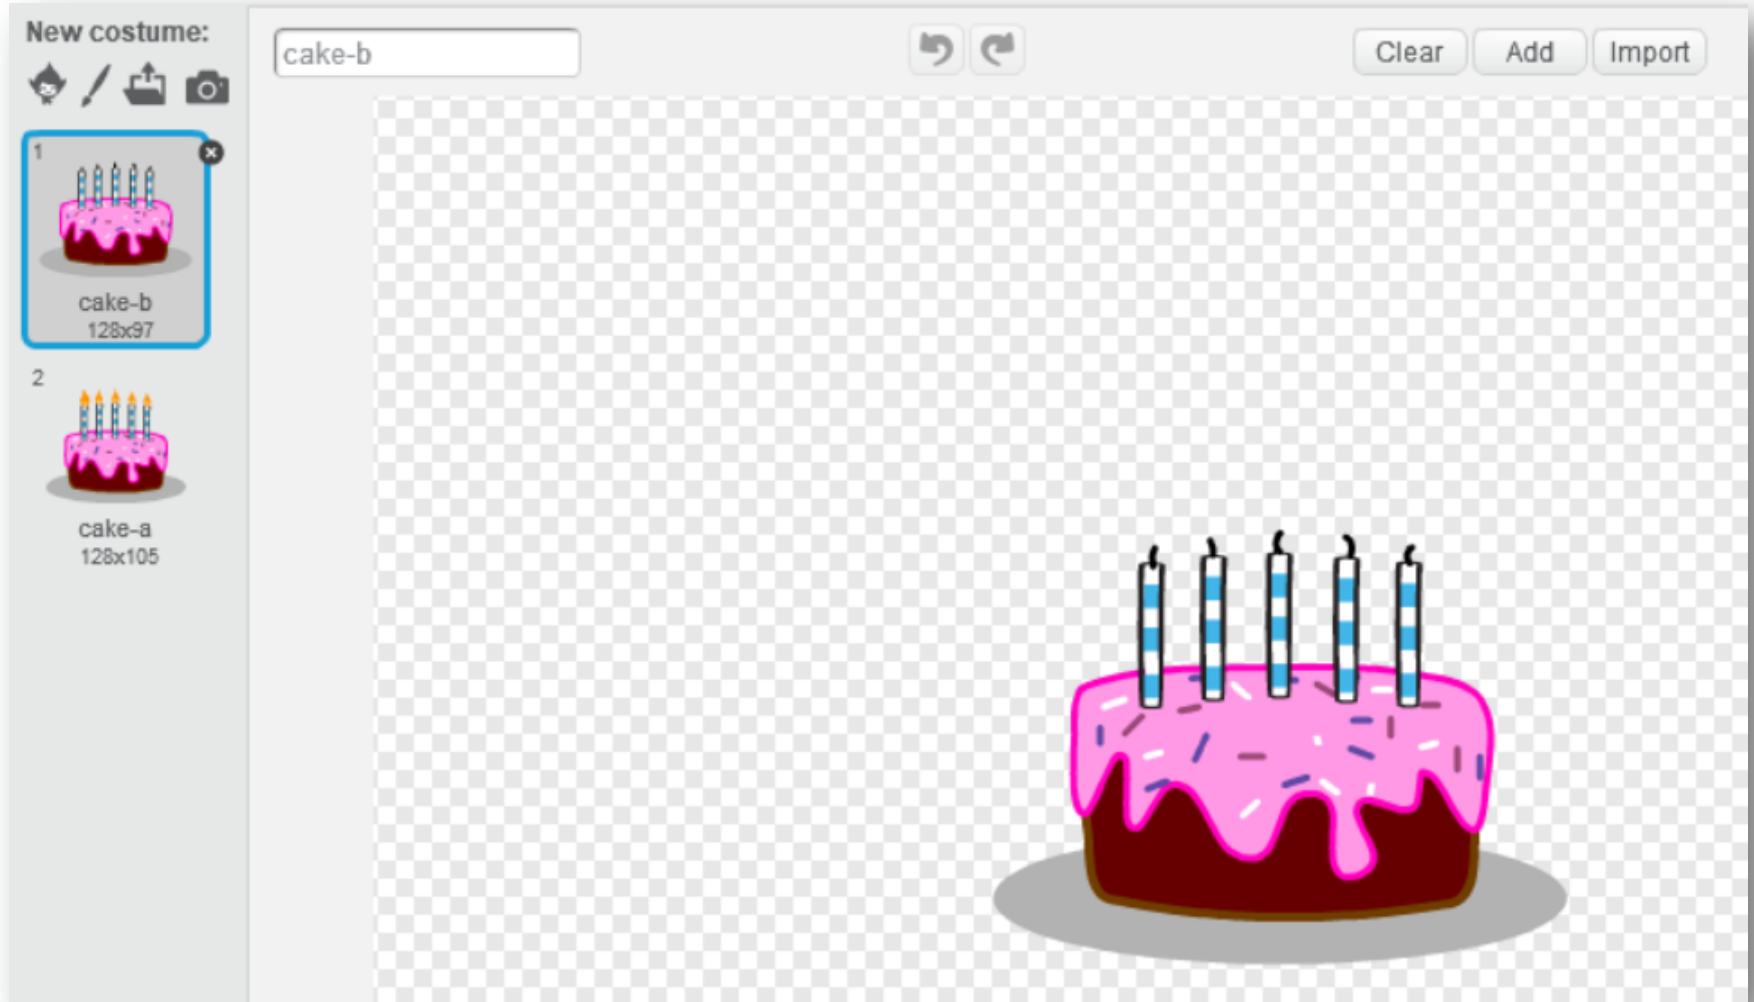 New costume:
cake-b
Clear
Add
Import
1
cake-b
128x97
2
cake-a
128x105